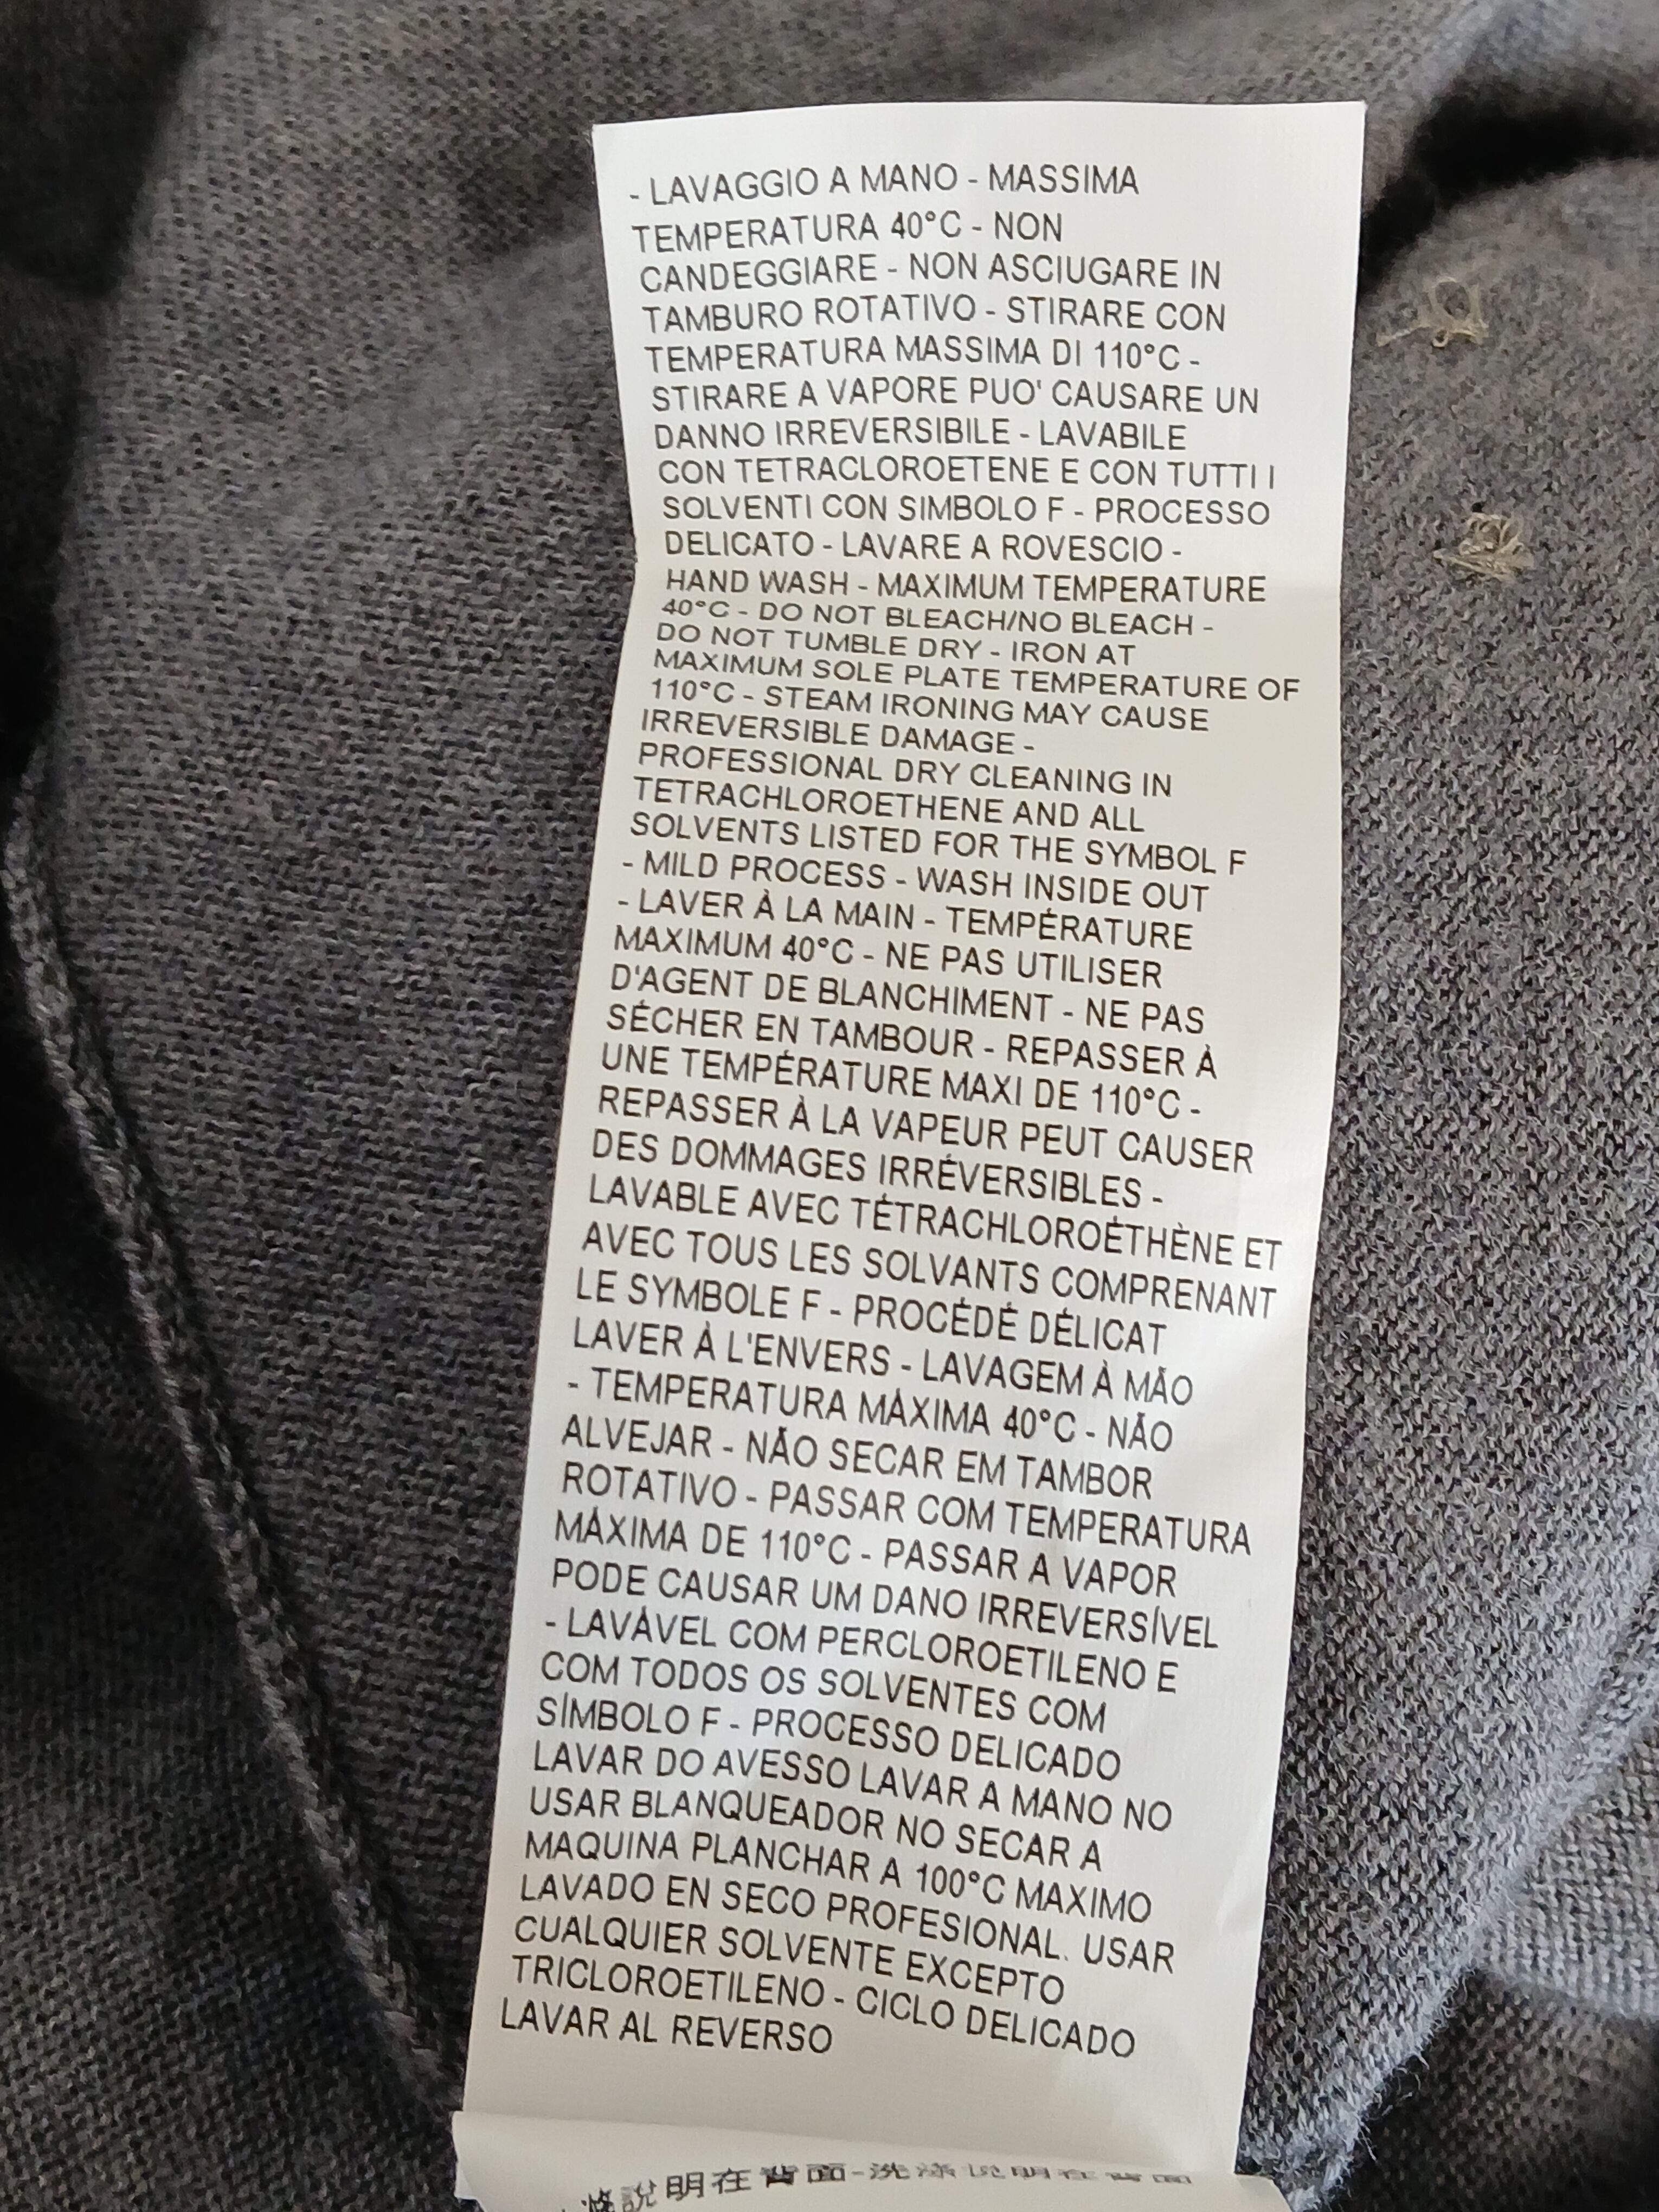 - LAVAGGIO A MANO - MASSIMA
TEMPERATURA 40°C - NON
CANDEGGIARE - NON ASCIUGARE IN
TAMBURO ROTATIVO - STIRARE CON
TEMPERATURA MASSIMA DI 110°C -
STIRARE A VAPORE PUO' CAUSARE UN
DANNO IRREVERSIBILE - LAVABILE
CON TETRACLOROETENE E CON TUTTI I
SOLVENTI CON SIMBOLO F - PROCESSO
DELICATO - LAVARE A ROVESCIO -
HAND WASH - MAXIMUM TEMPERATURE
40°C - DO NOT BLEACH/NO BLEACH -
DO NOT TUMBLE DRY - IRON AT
MAXIMUM SOLE PLATE TEMPERATURE OF
110°C - STEAM IRONING MAY CAUSE
IRREVERSIBLE DAMAGE -
PROFESSIONAL DRY CLEANING IN
TETRACHLOROETHENE AND ALL
SOLVENTS LISTED FOR THE SYMBOL F
- MILD PROCESS - WASH INSIDE OUT
- LAVER À LA MAIN - TEMPÉRATURE
MAXIMUM 40°C - NE PAS UTILISER
D'AGENT DE BLANCHIMENT - NE PAS
SÉCHER EN TAMBOUR - REPASSER À
UNE TEMPÉRATURE MAXI DE 110°C -
REPASSER À LA VAPEUR PEUT CAUSER
DES DOMMAGES IRRÉVERSIBLES -
LAVABLE AVEC TÉTRACHLOROÉTHÈNE ET
AVEC TOUS LES SOLVANTS COMPRENANT
LE SYMBOLE F - PROCÉDÉ DÉLICAT
LAVER À L'ENVERS - LAVAGEM À MÃO
- TEMPERATURA MÁXIMA 40°C - NÃO
ALVEJAR - NÃO SECAR EM TAMBOR
ROTATIVO - PASSAR COM TEMPERATURA
MÁXIMA DE 110°C - PASSAR A VAPOR
PODE CAUSAR UM DANO IRREVERSÍVEL
- LAVÁVEL COM PERCLOROETILENO E
COM TODOS OS SOLVENTES COM
SÍMBOLO F - PROCESSO DELICADO
LAVAR DO AVESSO LAVAR A MANO NO
USAR BLANQUEADOR NO SECAR A
MAQUINA PLANCHAR A 100°C MAXIMO
LAVADO EN SECO PROFESIONAL. USAR
CUALQUIER SOLVENTE EXCEPTO
TRICLOROETILENO - CICLO DELICADO
LAVAR AL REVERSO
說明在背面-洗滌